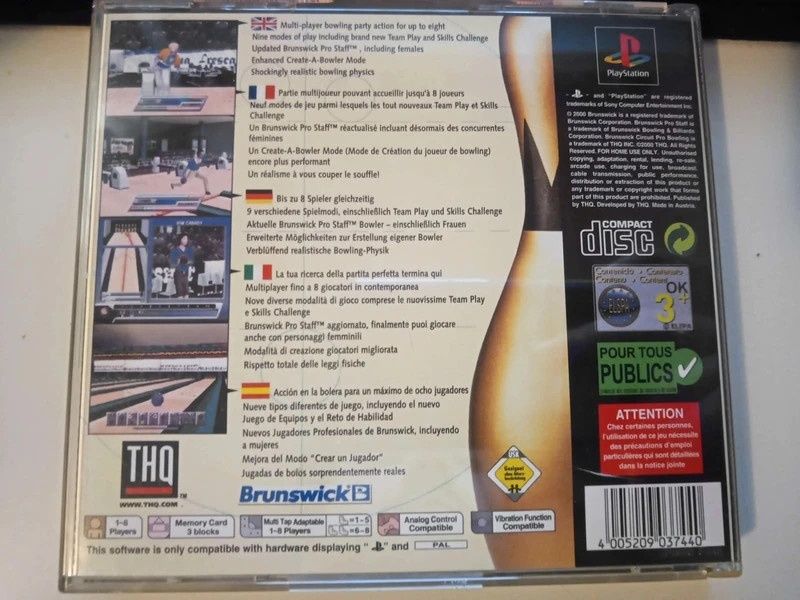 Multi-player bowling party action for up to eight
Nine modes of play including brand new Team Play and Skills Challenge
Updated Brunswick Pro Staff™, including females
Enhanced Create-A-Bowler Mode
Shockingly realistic bowling physics
Partie multijoueur pouvant accueillir jusqu'à 8 joueurs
Neuf modes de jeu parmi lesquels les tout nouveaux Team Play et Skills
Challenge
Un Brunswick Pro Staff™ réactualisé incluant désormais des concurrentes
féminines
Un Create-A-Bowler Mode (Mode de Création du joueur de bowling)
encore plus performant
Un réalisme à vous couper le souffle!
Bis zu 8 Spieler gleichzeitig
9 verschiedene Spielmodi, einschließlich Team Play und Skills Challenge
Aktuelle Brunswick Pro Staff™ Bowler – einschließlich Frauen
Erweiterte Möglichkeiten zur Erstellung eigener Bowler
Verblüffend realistische Bowling-Physik
La tua ricerca della partita perfetta termina qui
Multiplayer fino a 8 giocatori in contemporanea
Nove diverse modalità di gioco comprese le nuovissime Team Play
e Skills Challenge
Brunswick Pro Staff™ aggiornato, finalmente puoi giocare
anche con personaggi femminili
Modalità di creazione giocatori migliorata
Rispetto totale delle leggi fisiche
Acción en la bolera para un máximo de ocho jugadores
Nueve tipos diferentes de juego, incluyendo el nuevo
Juego de Equipos y el Reto de Habilidad
Nuevos Jugadores Profesionales de Brunswick, incluyendo
a mujeres
Mejora del Modo "Crear un Jugador"
Jugadas de bolos sorprendentemente reales
THQ™
WWW.THQ.COM
Brunswick
USK
Geeignet
1-8
Players
Memory Card
3 blocks
Multi Tap Adaptable
1-8 Players
=1-5
=6-8
Analog Control
Compatible
Vibration Function
Compatible
This software is only compatible with hardware displaying " " and PAL
PlayStation
" " and "PlayStation" are registered
trademarks of Sony Computer Entertainment Inc.
© 2000 Brunswick is a registered trademark of
Brunswick Corporation. Brunswick Pro Staff is
a trademark of Brunswick Bowling & Billiards
Corporation. Brunswick Circuit Pro Bowling is
a trademark of THQ INC. ©2000 THQ. All Rights
Reserved. FOR HOME USE ONLY. Unauthorised
copying, adaptation, rental, lending, re-sale,
arcade use, charging for use, broadcast,
cable transmission, public performance,
distribution or extraction of this product or
any trademark or copyright work that forms
part of this product are prohibited. Published
by THQ. Developed by THQ. Made in Austria.
COMPACT
disc
Contenido • Contenuto
ELSPA
OK
3+
© ELSPA
POUR TOUS
PUBLICS
ATTENTION
Chez certaines personnes,
l'utilisation de ce jeu nécessite
des précautions d'emploi
particulières qui sont détaillées
dans la notice jointe
4 005209 037440